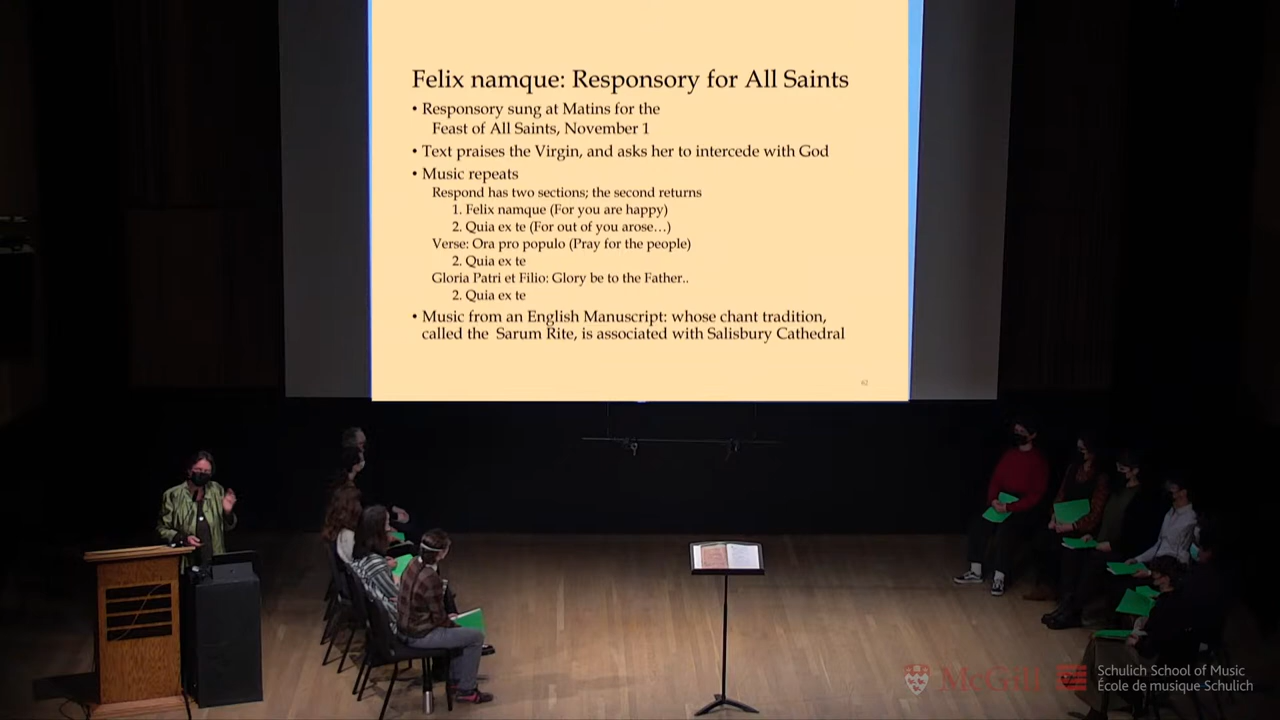 Felix namque: Responsory for All Saints
• Responsory sung at Matins for the
Feast of All Saints, November 1
• Text praises the Virgin, and asks her to intercede with God
• Music repeats
Respond has two sections; the second returns
1. Felix namque (For you are happy)
2. Quia ex te (For out of you arose…)
Verse: Ora pro populo (Pray for the people)
2. Quia ex te
Gloria Patri et Filio: Glory be to the Father..
2. Quia ex te
• Music from an English Manuscript: whose chant tradition,
called the  Sarum Rite, is associated with Salisbury Cathedral
62
McGill
Schulich School of Music
École de musique Schulich